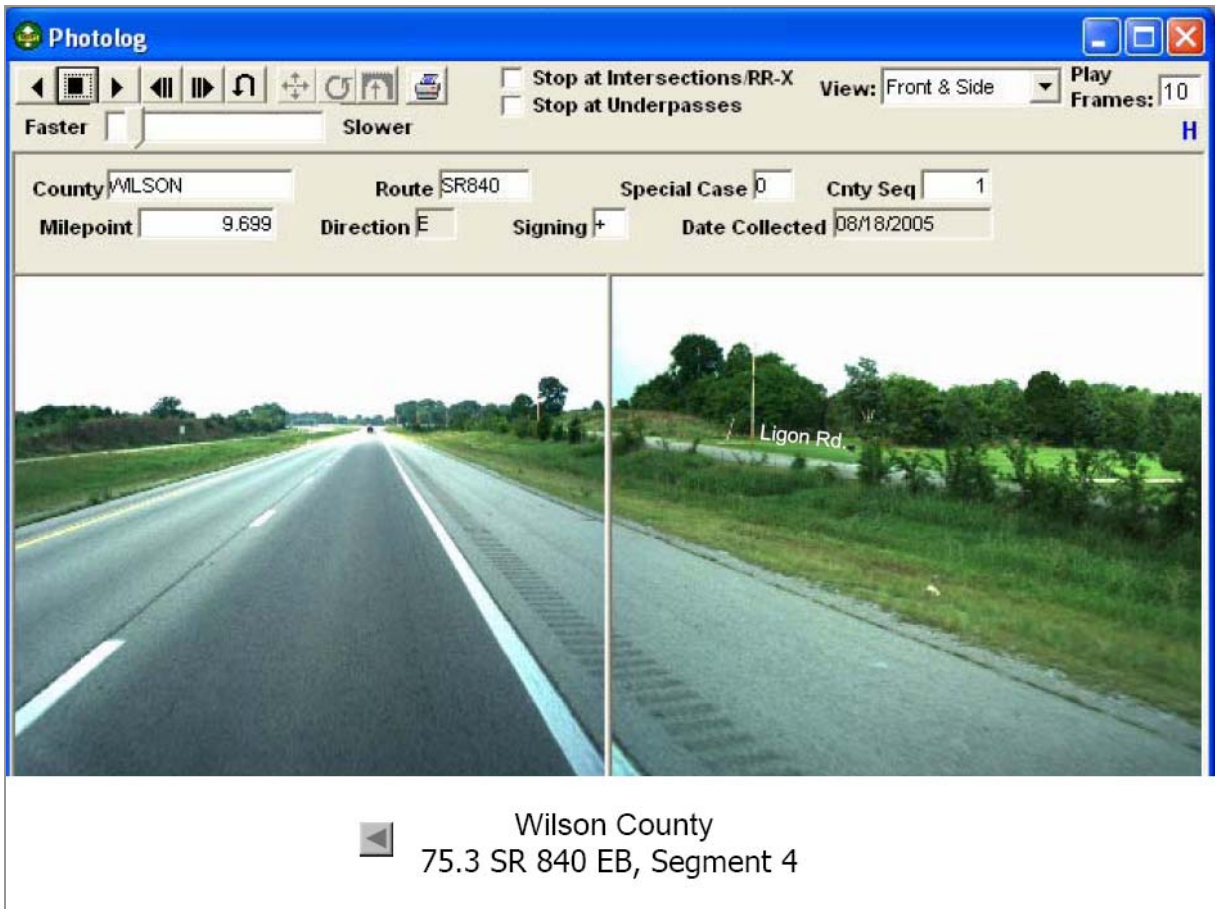 Photolog
Stop at Intersections/RR-X
Stop at Underpasses
View: Front & Side
Play Frames: 10
Faster
Slower
H
County WILSON
Route SR840
Special Case 0
Cnty Seq 1
Milepoint 9.699
Direction E
Signing +
Date Collected 08/18/2005
Ligon Rd.
Wilson County
75.3 SR 840 EB, Segment 4